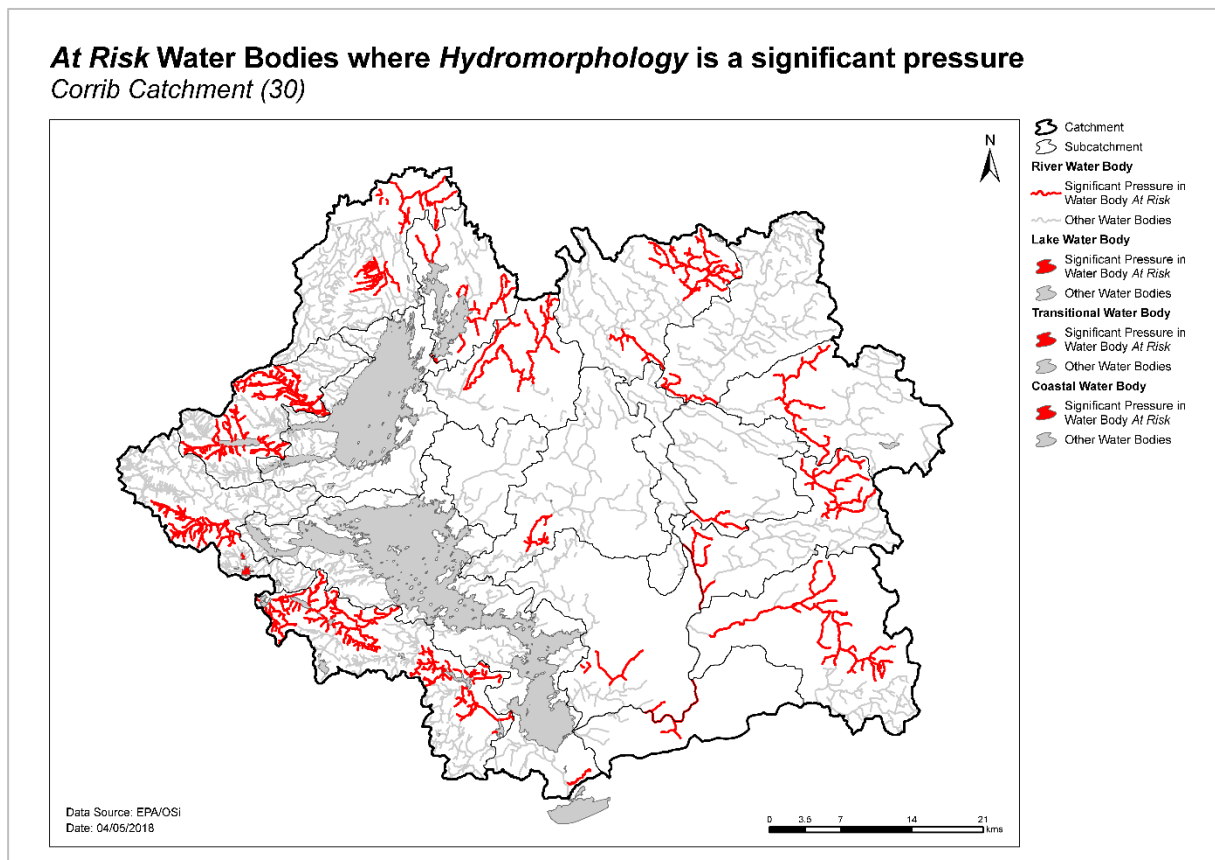 At Risk Water Bodies where Hydromorphology is a significant pressure
Corrib Catchment (30)
N
Catchment
Subcatchment
River Water Body
Significant Pressure in
Water Body At Risk
Other Water Bodies
Lake Water Body
Significant Pressure in
Water Body At Risk
Other Water Bodies
Transitional Water Body
Significant Pressure in
Water Body At Risk
Other Water Bodies
Coastal Water Body
Significant Pressure in
Water Body At Risk
Other Water Bodies
Data Source: EPA/OSi
Date: 04/05/2018
0 3.5 7 14 21
kms